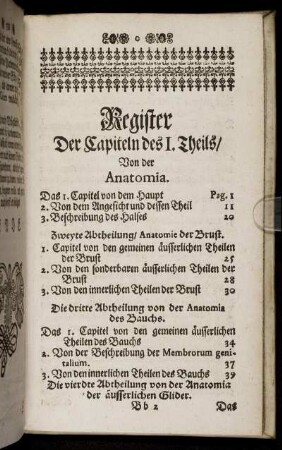 Register
Der Capiteln des I. Theils/
Von der
Anatomia.
Das 1. Capitel von dem Haupt Pag. 1
2. Von dem Angesicht und dessen Theil 11
3. Beschreibung des Halses 20
Zweyte Abtheilung/ Anatomie der Brust.
1. Capitel von den gemeinen äusserlichen Theilen
der Brust 25
2. Von den sonderbaren äusserlichen Theilen der
Brust 28
3. Von den innerlichen Theilen der Brust 30
Die dritte Abtheilung von der Anatomia
des Bauchs.
Das 1. Capitel von den gemeinen äuserlichen
Theilen des Bauchs 34
2. Von der Beschreibung der Membrorum geni-
talium. 37
3. Von den innerlichen Theilen des Bauchs 39
Die vierdte Abtheilung von der Anatomia
der äusserlichen Glider.
Bb 2 Das